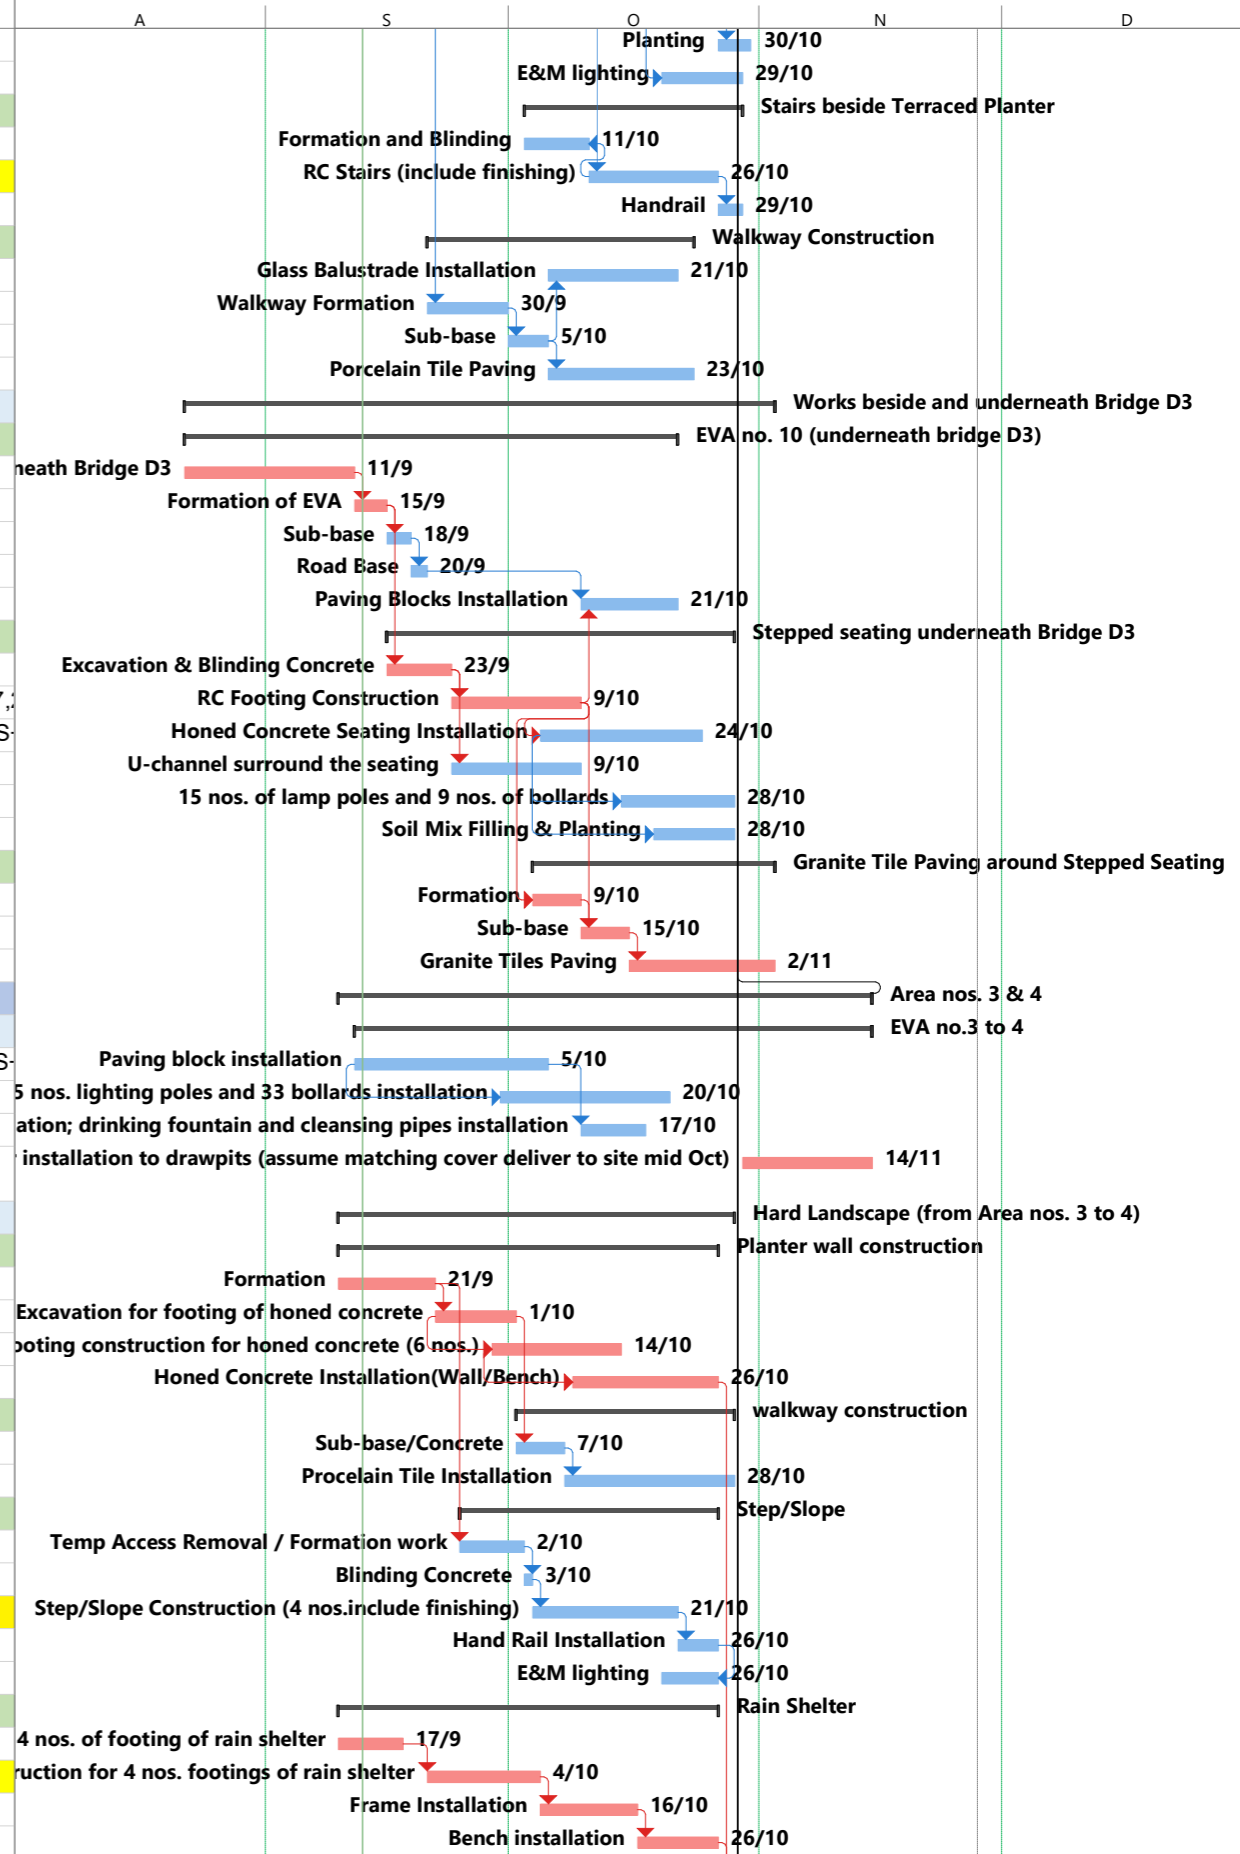 A S O N D
Planting 30/10
E&M lighting 29/10
Stairs beside Terraced Planter
Formation and Blinding 11/10
RC Stairs (include finishing) 26/10
Handrail 29/10
Walkway Construction
Glass Balustrade Installation 21/10
Walkway Formation 30/9
Sub-base 5/10
Porcelain Tile Paving 23/10
Works beside and underneath Bridge D3
EVA no. 10 (underneath bridge D3)
neath Bridge D3 11/9
Formation of EVA 15/9
Sub-base 18/9
Road Base 20/9
Paving Blocks Installation 21/10
Stepped seating underneath Bridge D3
Excavation & Blinding Concrete 23/9
RC Footing Construction 9/10
S- Honed Concrete Seating Installation 24/10
U-channel surround the seating 9/10
15 nos. of lamp poles and 9 nos. of bollards 28/10
Soil Mix Filling & Planting 28/10
Granite Tile Paving around Stepped Seating
Formation 9/10
Sub-base 15/10
Granite Tiles Paving 2/11
Area nos. 3 & 4
EVA no.3 to 4
S- Paving block installation 5/10
5 nos. lighting poles and 33 bollards installation 20/10
ation; drinking fountain and cleansing pipes installation 17/10
installation to drawpits (assume matching cover deliver to site mid Oct) 14/11
Hard Landscape (from Area nos. 3 to 4)
Planter wall construction
Formation 21/9
Excavation for footing of honed concrete 1/10
ooting construction for honed concrete (6 nos.) 14/10
Honed Concrete Installation(Wall/Bench) 26/10
walkway construction
Sub-base/Concrete 7/10
Procelain Tile Installation 28/10
Step/Slope
Temp Access Removal / Formation work 2/10
Blinding Concrete 3/10
Step/Slope Construction (4 nos.include finishing) 21/10
Hand Rail Installation 26/10
E&M lighting 26/10
Rain Shelter
4 nos. of footing of rain shelter 17/9
ruction for 4 nos. footings of rain shelter 4/10
Frame Installation 16/10
Bench installation 26/10